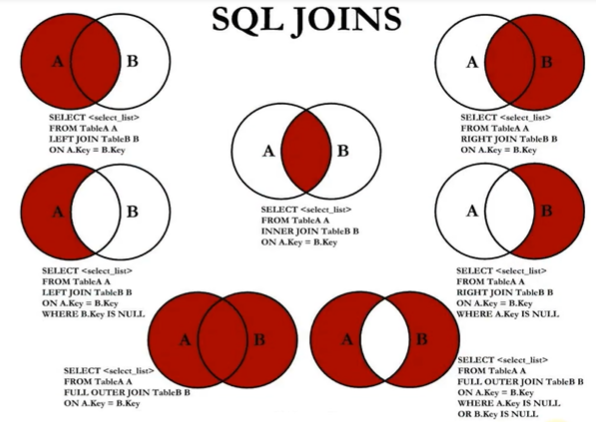 SQL JOINS
A B
SELECT <select_list>
FROM TableA A
LEFT JOIN TableB B
ON A.Key = B.Key
A B
SELECT <select_list>
FROM TableA A
RIGHT JOIN TableB B
ON A.Key = B.Key
A B
SELECT <select_list>
FROM TableA A
INNER JOIN TableB B
ON A.Key = B.Key
A B
SELECT <select_list>
FROM TableA A
LEFT JOIN TableB B
ON A.Key = B.Key
WHERE B.Key IS NULL
A B
SELECT <select_list>
FROM TableA A
RIGHT JOIN TableB B
ON A.Key = B.Key
WHERE A.Key IS NULL
A B
SELECT <select_list>
FROM TableA A
FULL OUTER JOIN TableB B
ON A.Key = B.Key
A B
SELECT <select_list>
FROM TableA A
FULL OUTER JOIN TableB B
ON A.Key = B.Key
WHERE A.Key IS NULL
OR B.Key IS NULL